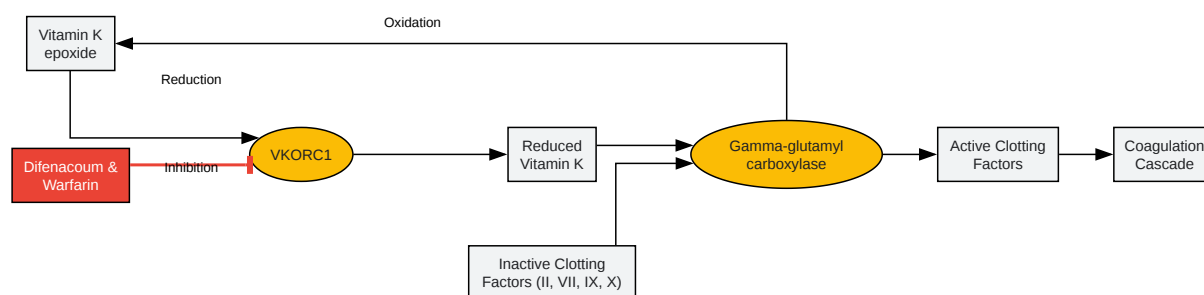 Oxidation
Vitamin K
epoxide
Reduction
Difenacoum &
Warfarin
Inhibition
VKORC1
Reduced
Vitamin K
Gamma-glutamyl
carboxylase
Active Clotting
Factors
Coagulation
Cascade
Inactive Clotting
Factors (II, VII, IX, X)